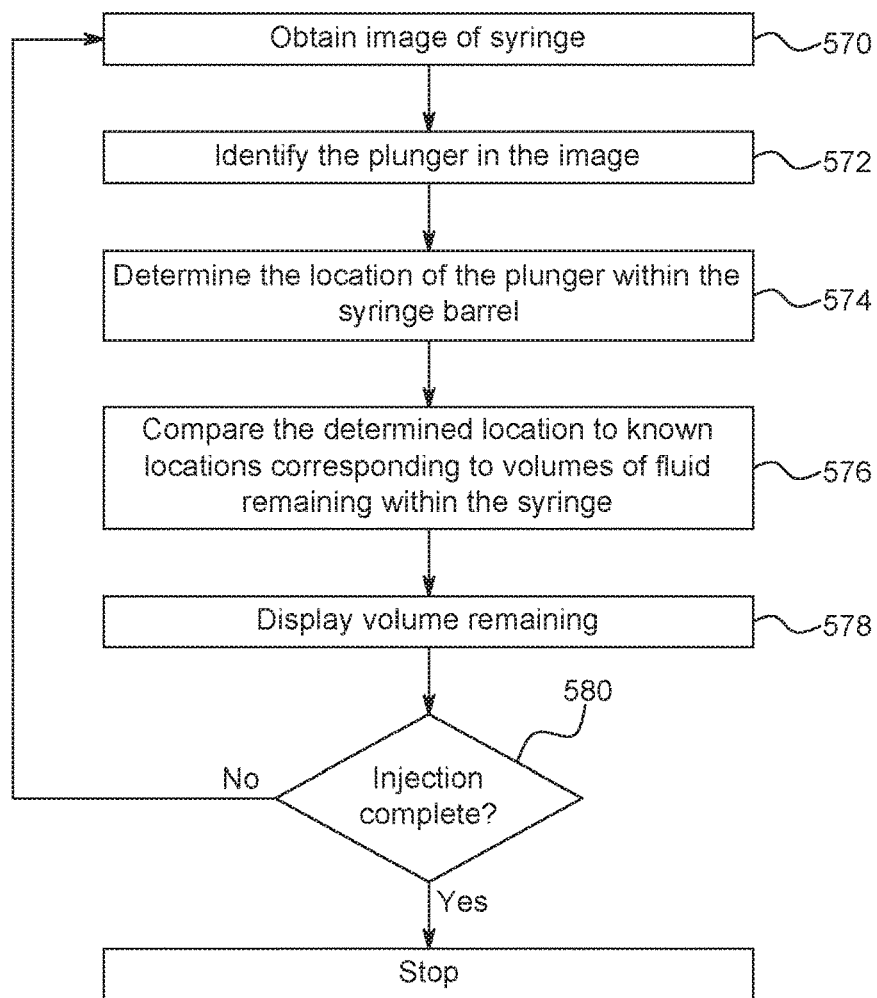 Obtain image of syringe
570
Identify the plunger in the image
572
Determine the location of the plunger within the
syringe barrel
574
Compare the determined location to known
locations corresponding to volumes of fluid
remaining within the syringe
576
Display volume remaining
578
580
Injection
complete?
No
Yes
Stop